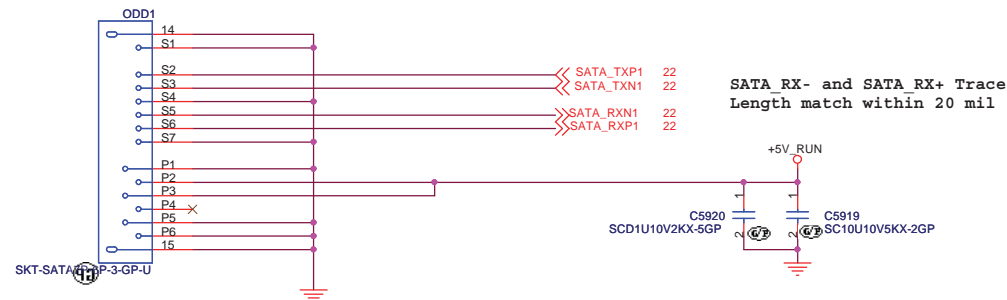 ODD1
14
S1
S2
S3
S4
S5
S6
S7
P1
P2
P3
P4
P5
P6
15
SATA_TXP1 22
SATA_TXN1 22
SATA_RXN1 22
SATA_RXP1 22
SATA_RX- and SATA_RX+ Trace
Length match within 20 mil
+5V_RUN
1
1
C5920
SCD1U10V2KX-5GP
2
G/P
C5919
SC10U10V5KX-2GP
2
G/P